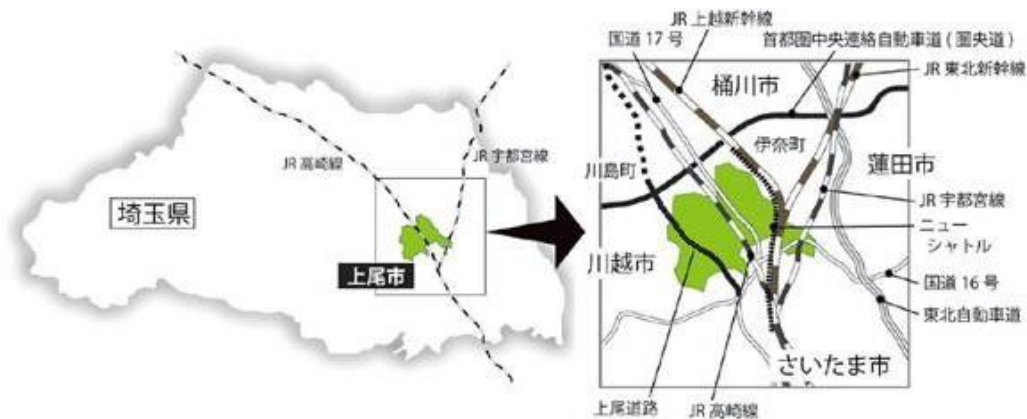 JR 高崎線
JR 宇都宮線
埼玉県
上尾市
JR 上越新幹線
国道 17 号
首都圏中央連絡自動車道 ( 圏央道 )
JR 東北新幹線
桶川市
伊奈町
川島町
蓮田市
JR 宇都宮線
ニュー
シャトル
川越市
国道 16 号
東北自動車道
さいたま市
上尾道路
JR 高崎線